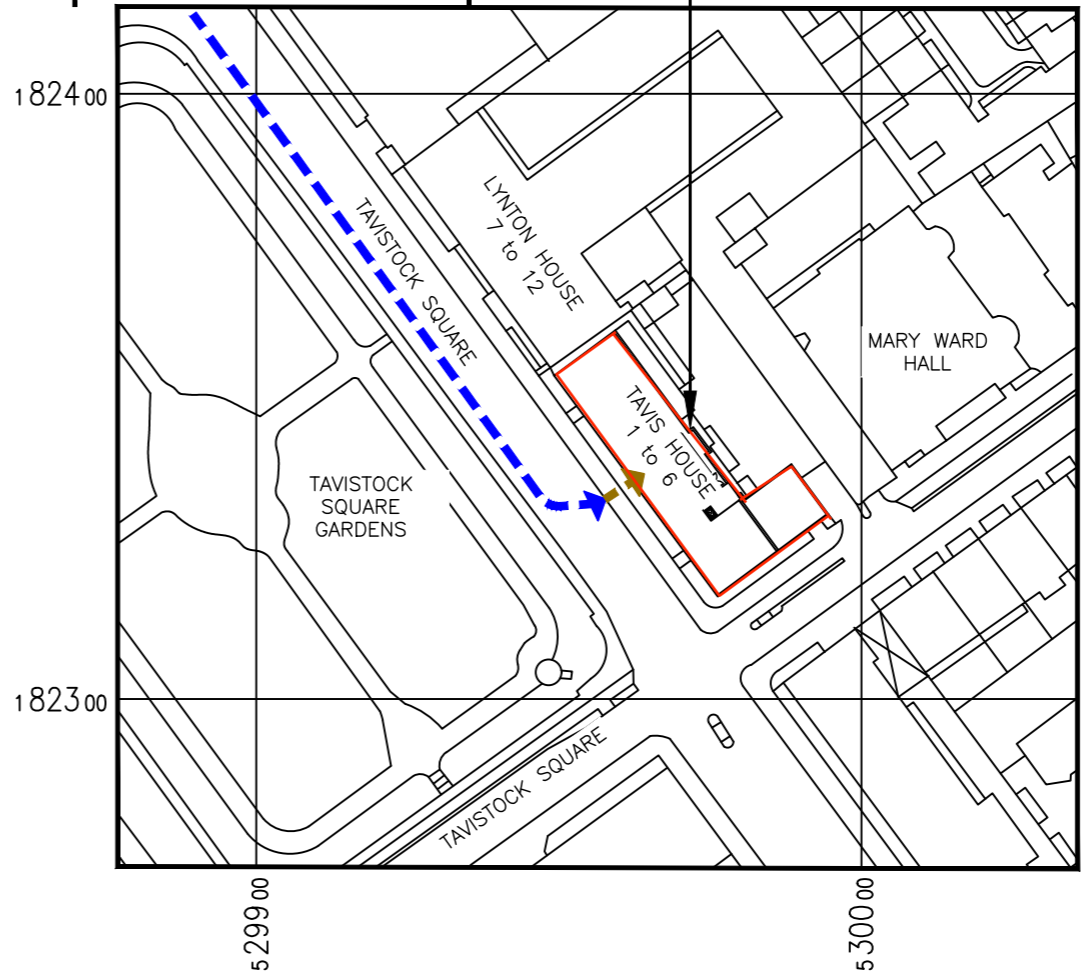 182400
TAVISTOCK SQUARE
LYNTON HOUSE
7 to 12
MARY WARD
HALL
TAVIS HOUSE
1 to 6
TAVISTOCK
SQUARE
GARDENS
182300
TAVISTOCK SQUARE
529900
530000